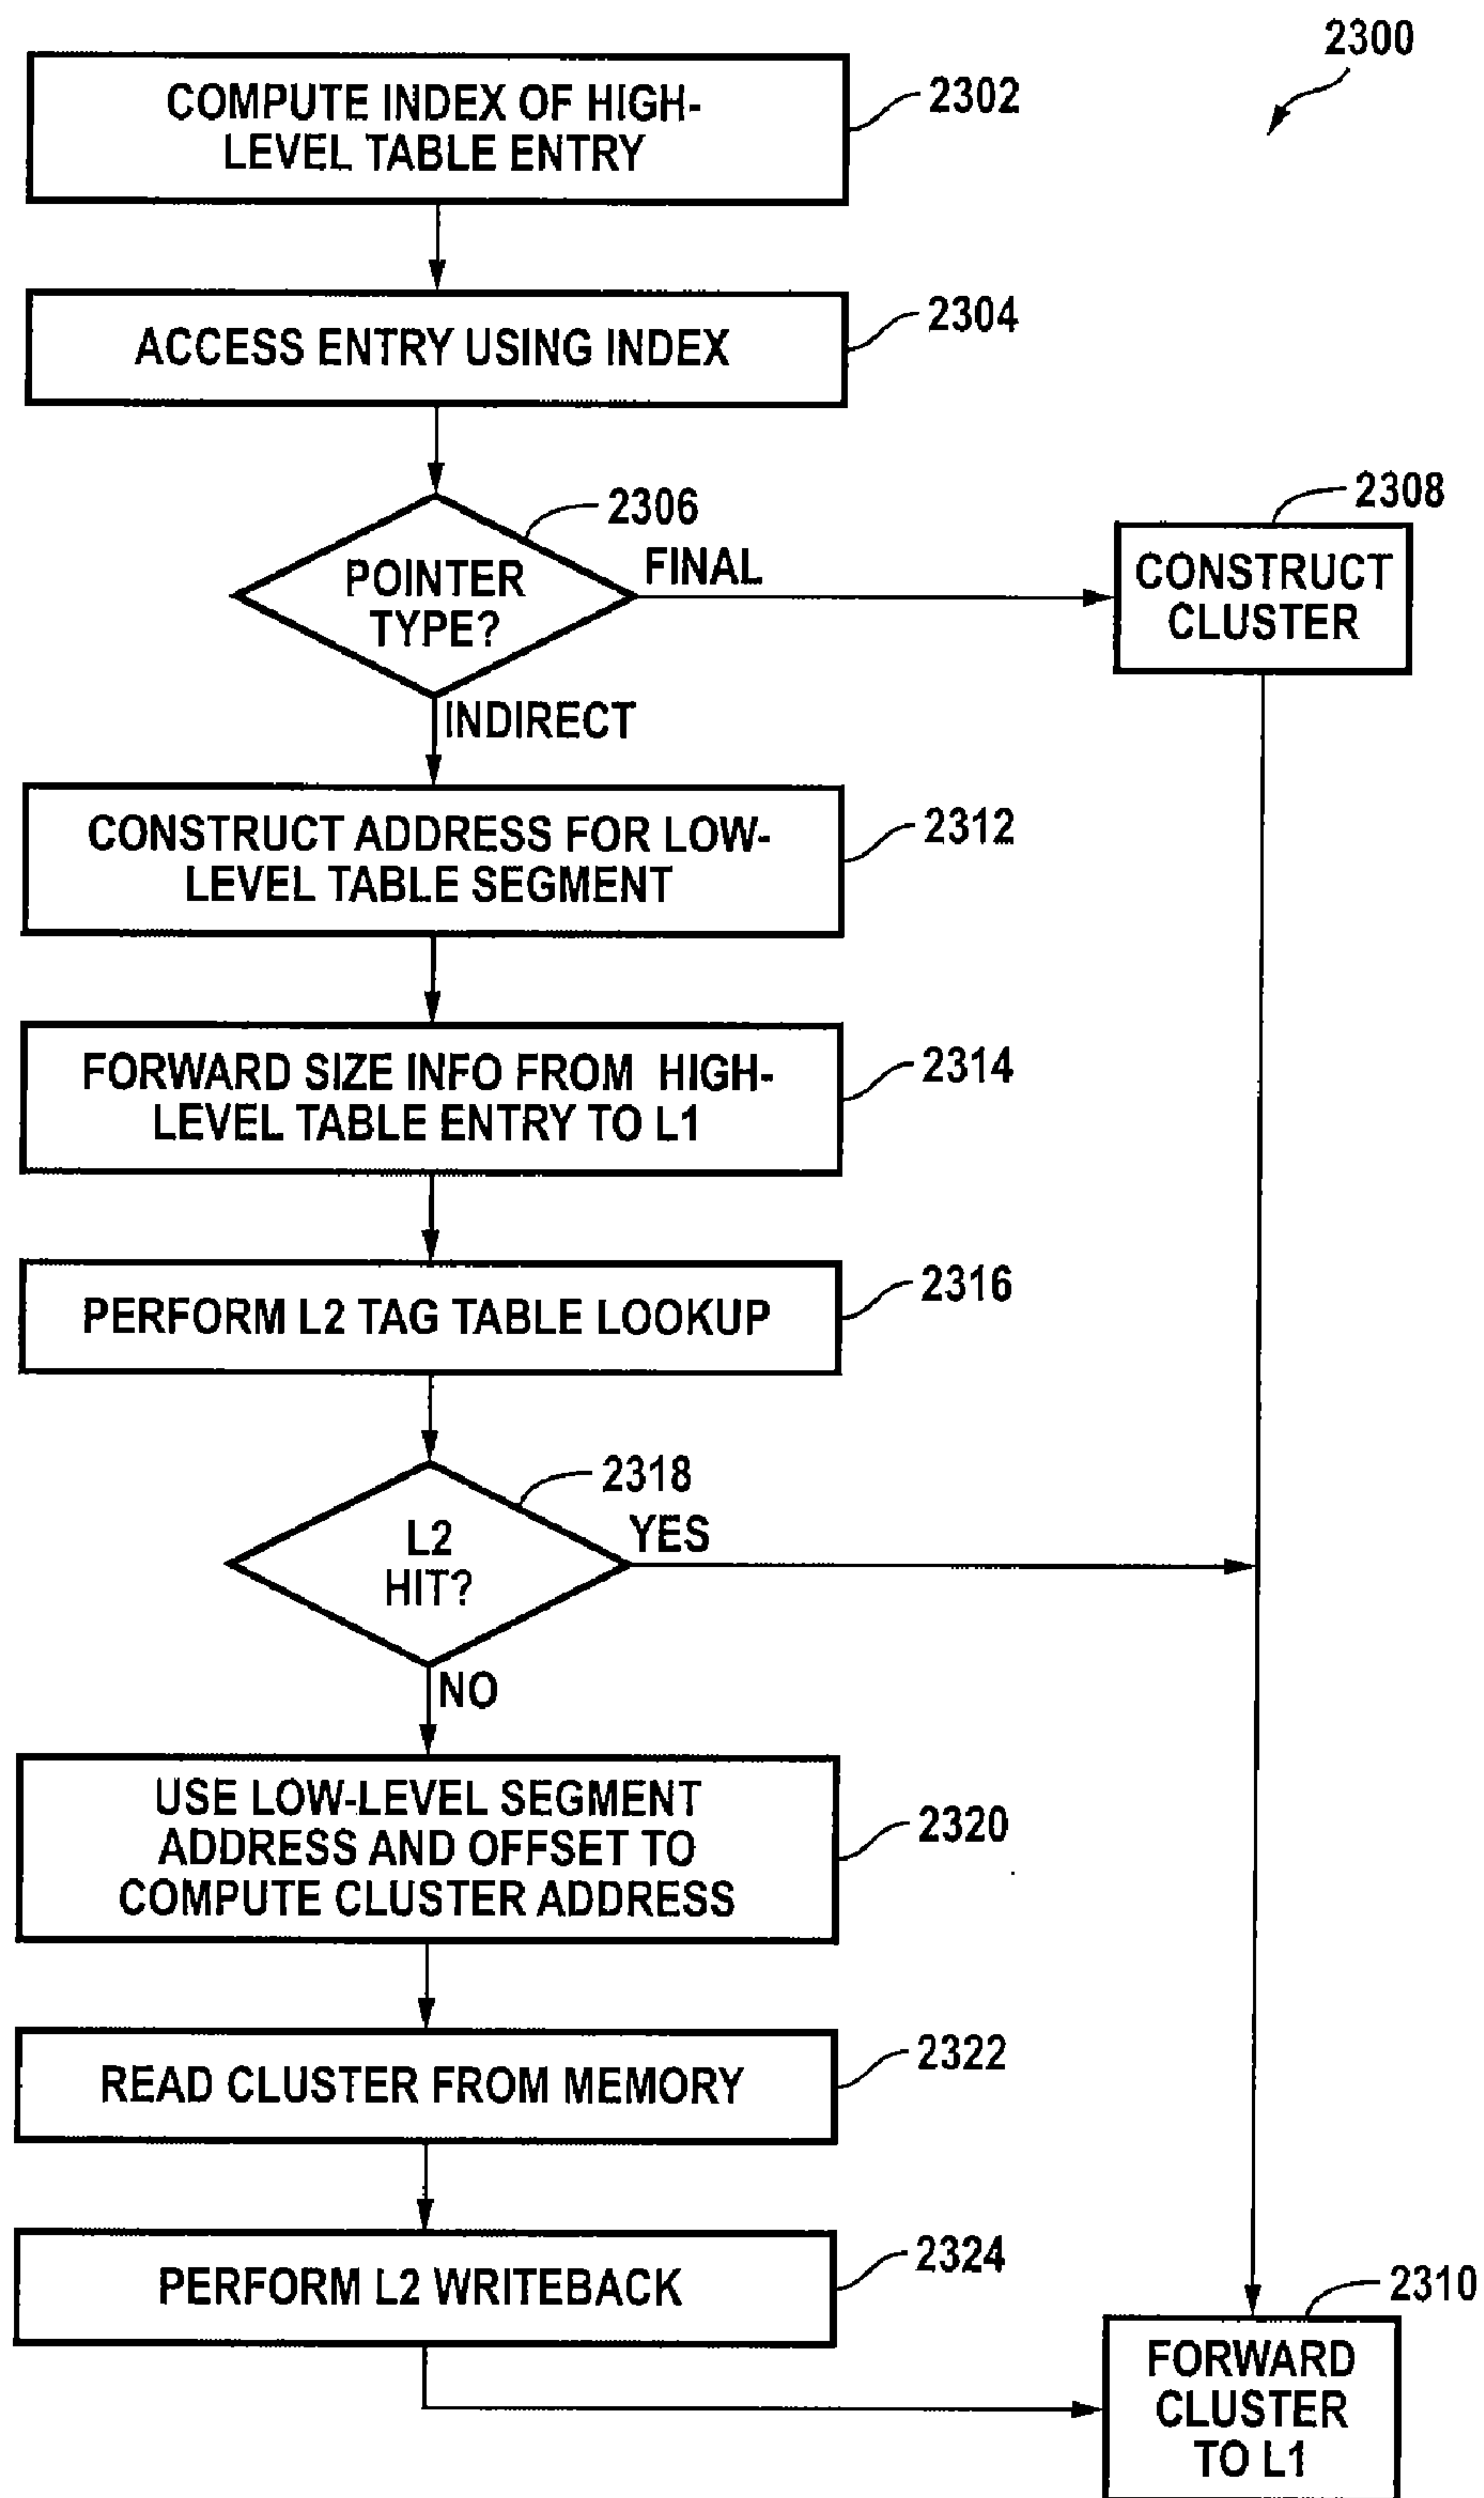 2300
COMPUTE INDEX OF HIGH-
LEVEL TABLE ENTRY
2302
ACCESS ENTRY USING INDEX
2304
POINTER
TYPE?
2306
FINAL
CONSTRUCT
CLUSTER
2308
INDIRECT
CONSTRUCT ADDRESS FOR LOW-
LEVEL TABLE SEGMENT
2312
FORWARD SIZE INFO FROM HIGH-
LEVEL TABLE ENTRY TO L1
2314
PERFORM L2 TAG TABLE LOOKUP
2316
L2
HIT?
2318
YES
NO
USE LOW-LEVEL SEGMENT
ADDRESS AND OFFSET TO
COMPUTE CLUSTER ADDRESS
2320
READ CLUSTER FROM MEMORY
2322
PERFORM L2 WRITEBACK
2324
FORWARD
CLUSTER
TO L1
2310